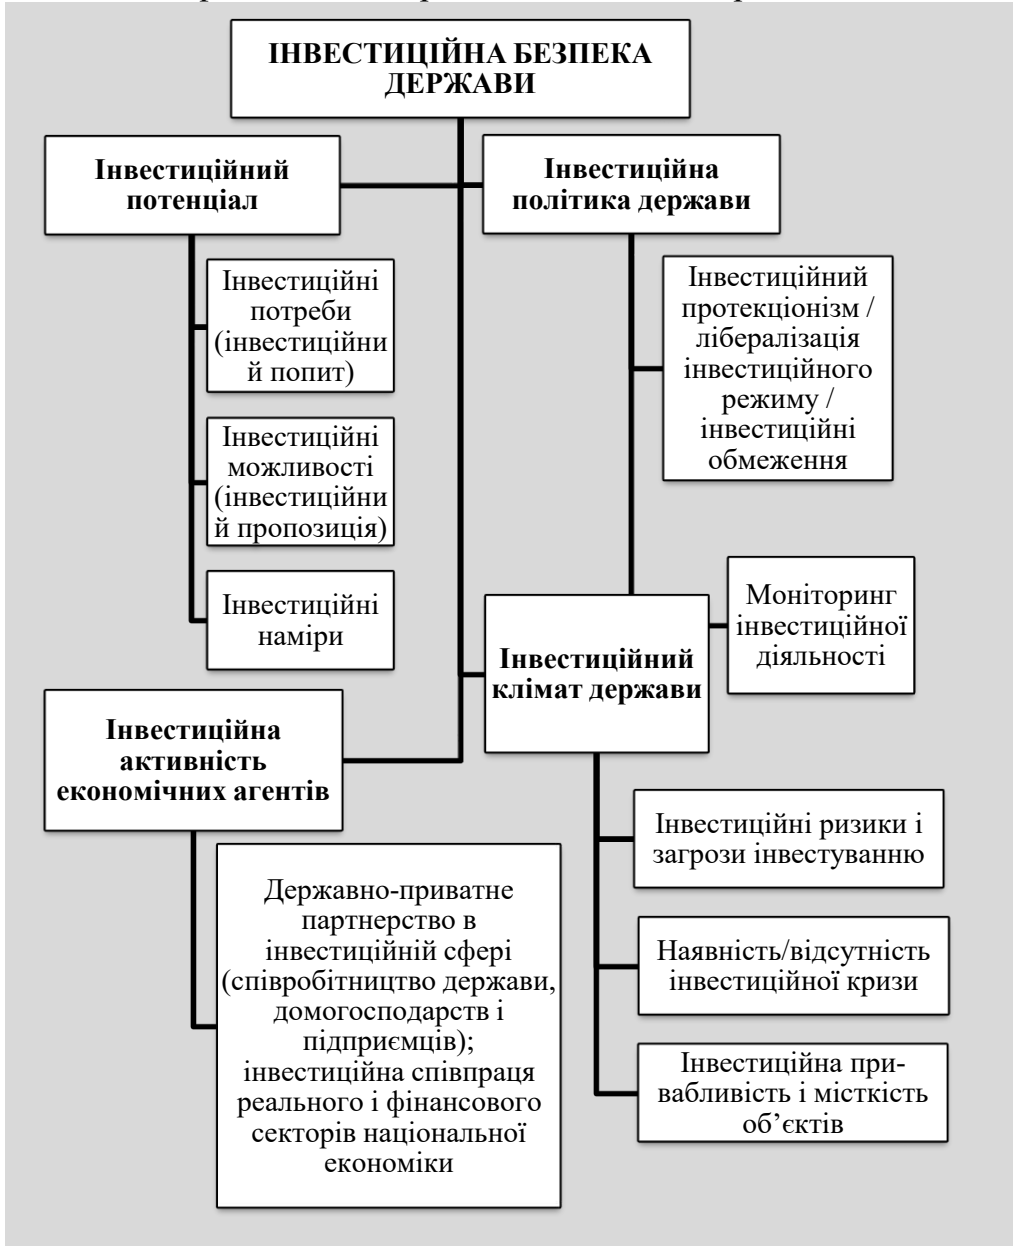 ІНВЕСТИЦІЙНА БЕЗПЕКА
ДЕРЖАВИ
Інвестиційний
потенціал
Інвестиційна
політика держави
Інвестиційні
потреби
(інвестиційни
й попит)
Інвестиційні
можливості
(інвестиційни
й пропозиція)
Інвестиційні
наміри
Інвестиційний
протекціонізм /
лібералізація
інвестиційного
режиму /
інвестиційні
обмеження
Моніторинг
інвестиційної
діяльності
Інвестиційний
клімат держави
Інвестиційна
активність
економічних агентів
Державно-приватне
партнерство в
інвестиційній сфері
(співробітництво держави,
домогосподарств і
підприємців);
інвестиційна співпраця
реального і фінансового
секторів національної
економіки
Інвестиційні ризики і
загрози інвестуванню
Наявність/відсутність
інвестиційної кризи
Інвестиційна при-
вабливість і місткість
об’єктів